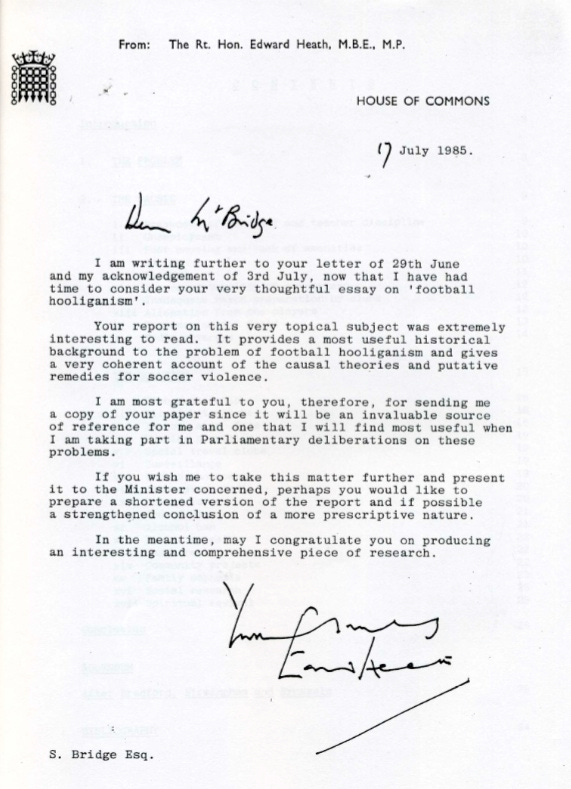 From: The Rt. Hon. Edward Heath, M.B.E., M.P.
HOUSE OF COMMONS
17 July 1985.
Dear Mr Bridge
I am writing further to your letter of 29th June
and my acknowledgement of 3rd July, now that I have had
time to consider your very thoughtful essay on 'football
hooliganism'.
Your report on this very topical subject was extremely
interesting to read. It provides a most useful historical
background to the problem of football hooliganism and gives
a very coherent account of the causal theories and putative
remedies for soccer violence.
I am most grateful to you, therefore, for sending me
a copy of your paper since it will be an invaluable source
of reference for me and one that I will find most useful when
I am taking part in Parliamentary deliberations on these
problems.
If you wish me to take this matter further and present
it to the Minister concerned, perhaps you would like to
prepare a shortened version of the report and if possible
a strengthened conclusion of a more prescriptive nature.
In the meantime, may I congratulate you on producing
an interesting and comprehensive piece of research.
Yours sincerely
Edward Heath
S. Bridge Esq.